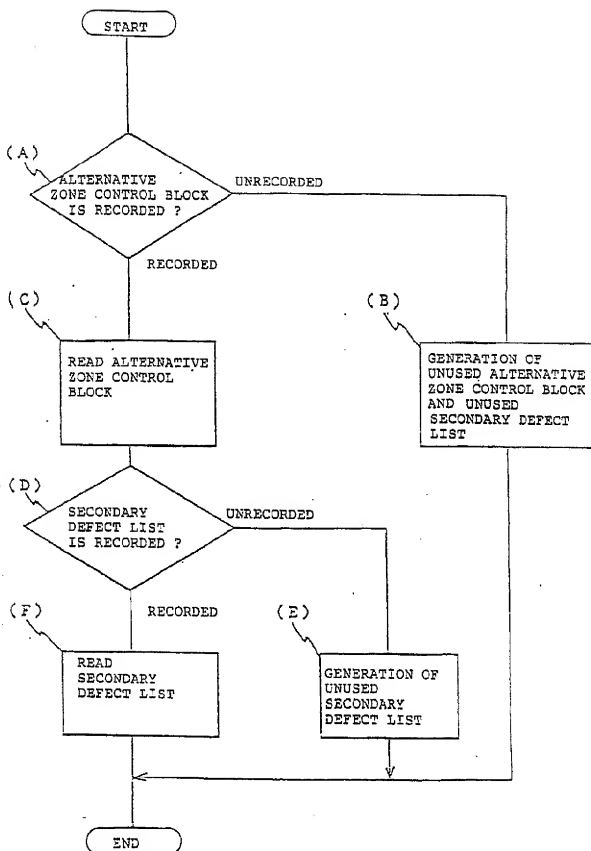 START
(A)
ALTERNATIVE
ZONE CONTROL BLOCK
IS RECORDED ?
UNRECORDED
RECORDED
(C)
READ ALTERNATIVE
ZONE CONTROL
BLOCK
(B)
GENERATION OF
UNUSED ALTERNATIVE
ZONE CONTROL BLOCK
AND UNUSED
SECONDARY DEFECT
LIST
(D)
SECONDARY
DEFECT LIST
IS RECORDED ?
UNRECORDED
RECORDED
(F)
READ
SECONDARY
DEFECT LIST
(E)
GENERATION OF
UNUSED
SECONDARY
DEFECT LIST
END